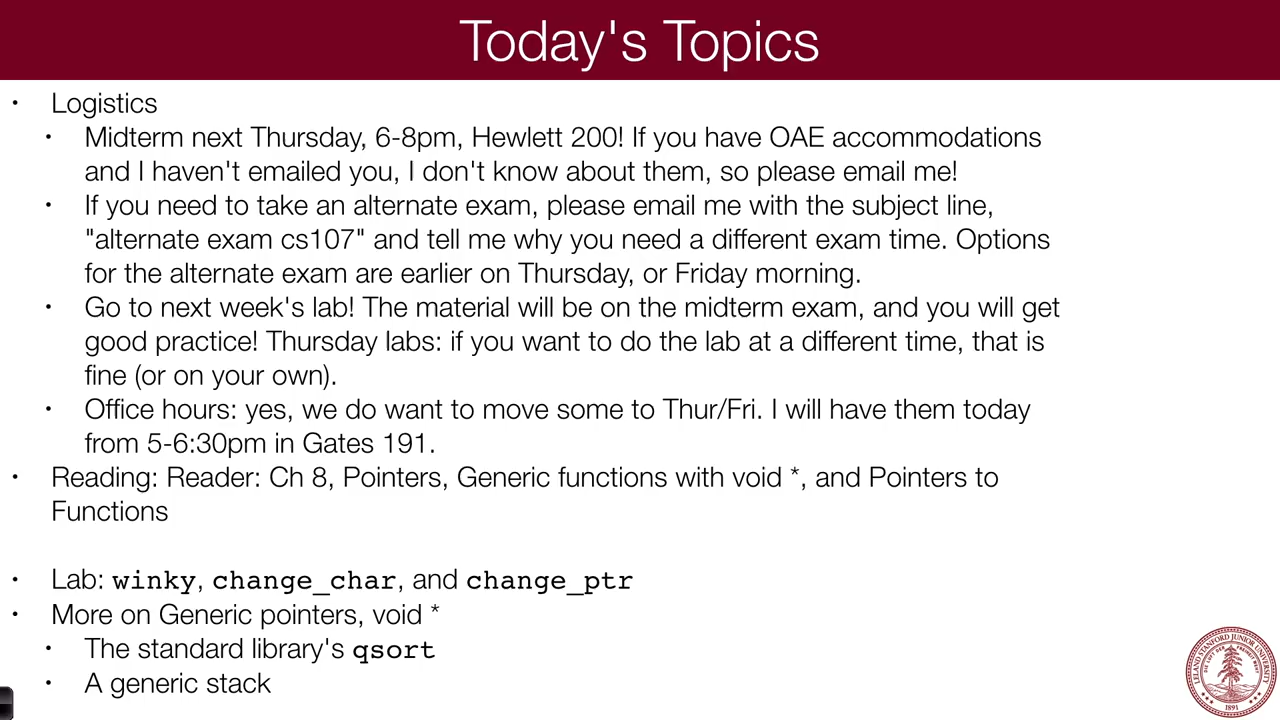 Today's Topics
• Logistics
• Midterm next Thursday, 6-8pm, Hewlett 200! If you have OAE accommodations
and I haven't emailed you, I don't know about them, so please email me!
• If you need to take an alternate exam, please email me with the subject line,
"alternate exam cs107" and tell me why you need a different exam time. Options
for the alternate exam are earlier on Thursday, or Friday morning.
• Go to next week's lab! The material will be on the midterm exam, and you will get
good practice! Thursday labs: if you want to do the lab at a different time, that is
fine (or on your own).
• Office hours: yes, we do want to move some to Thur/Fri. I will have them today
from 5-6:30pm in Gates 191.
• Reading: Reader: Ch 8, Pointers, Generic functions with void *, and Pointers to
Functions
• Lab: winky, change_char, and change_ptr
• More on Generic pointers, void *
• The standard library's qsort
• A generic stack
LELAND STANFORD JUNIOR UNIVERSITY
1891